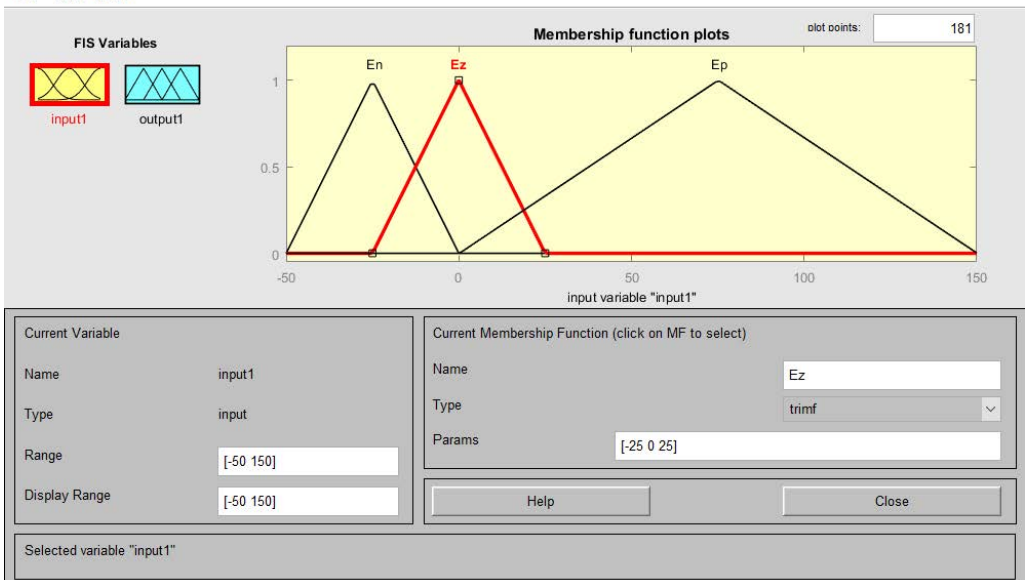 FIS Variables
Membership function plots
plot points:
181
input1
output1
En
Ez
Ep
1
0.5
0
-50
0
50
100
150
input variable "input1"
Current Variable
Name
input1
Type
input
Range
[-50 150]
Display Range
[-50 150]
Current Membership Function (click on MF to select)
Name
Ez
Type
trimf
Params
[-25 0 25]
Help
Close
Selected variable "input1"